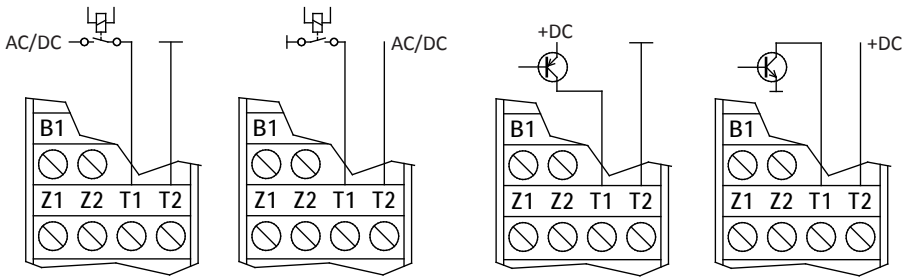 AC/DC
B1
Z1 Z2 T1 T2
AC/DC
B1
Z1 Z2 T1 T2
+DC
B1
Z1 Z2 T1 T2
+DC
B1
Z1 Z2 T1 T2